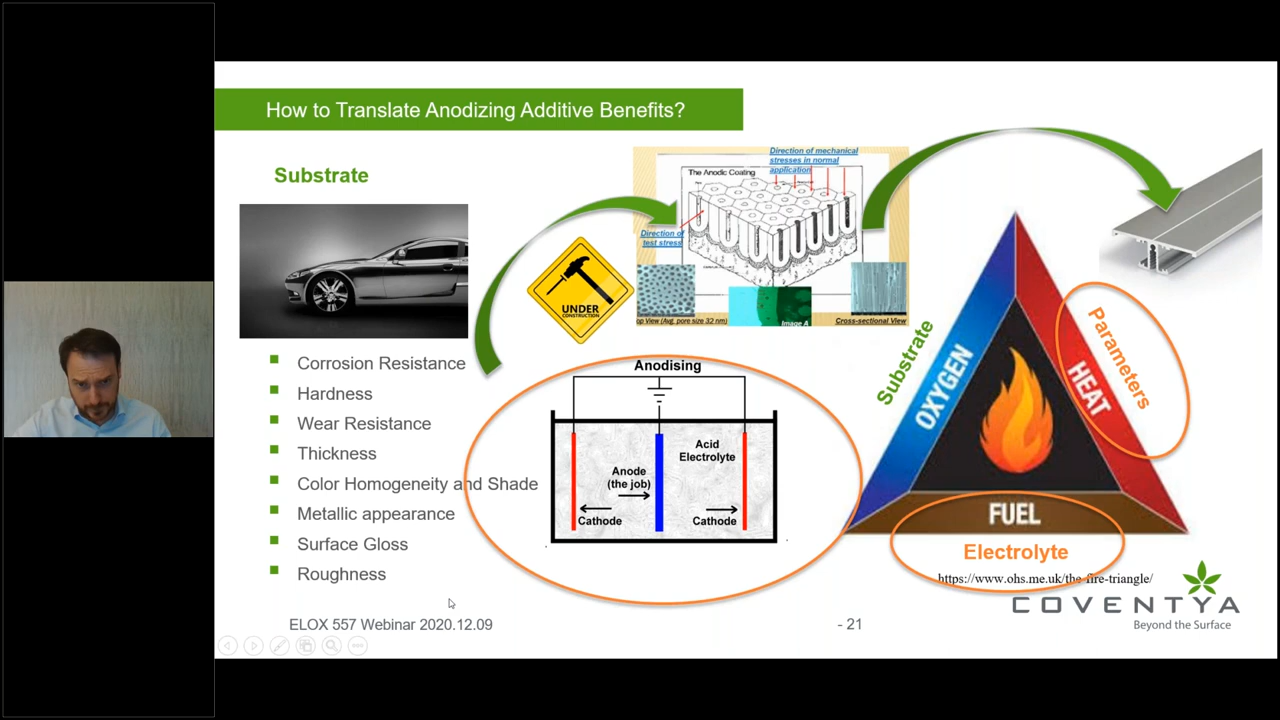 How to Translate Anodizing Additive Benefits?
Substrate
Direction of mechanical
stresses in normal
application
The Anodic Coating
Direction of
test stress
UNDER
CONSTRUCTION
op View (Avg. pore size 32 nm)
Image A
Cross-sectional View
Corrosion Resistance
Hardness
Wear Resistance
Thickness
Color Homogeneity and Shade
Metallic appearance
Surface Gloss
Roughness
Anodising
Acid
Electrolyte
Anode
(the job)
Cathode
Cathode
Substrate
OXYGEN
HEAT
Parameters
FUEL
Electrolyte
https://www.ohs.me.uk/the-fire-triangle/
COVENTYA
Beyond the Surface
ELOX 557 Webinar 2020.12.09
- 21